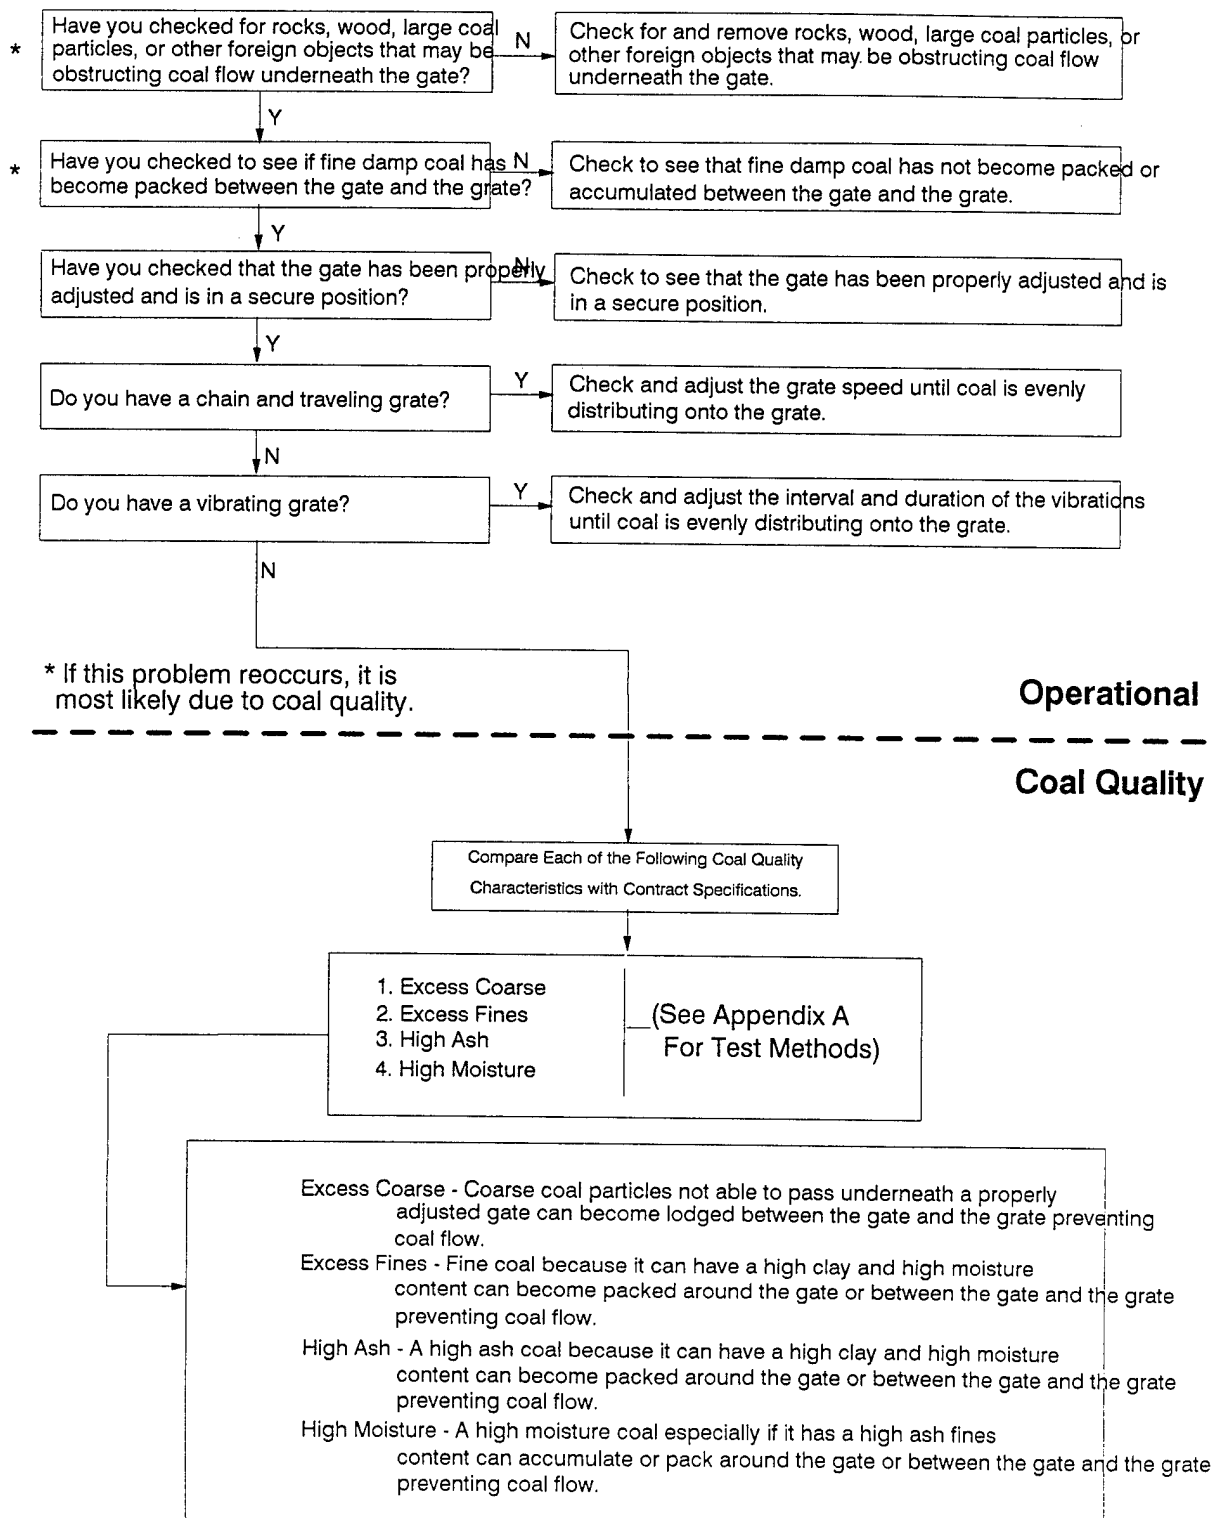 Have you checked for rocks, wood, large coal
particles, or other foreign objects that may be
obstructing coal flow underneath the gate?
*
N
Check for and remove rocks, wood, large coal particles, or
other foreign objects that may. be obstructing coal flow
underneath the gate.
Y
Have you checked to see if fine damp coal has
become packed between the gate and the grate?
*
N
Check to see that fine damp coal has not become packed or
accumulated between the gate and the grate.
Y
Have you checked that the gate has been properly
adjusted and is in a secure position?
N
Check to see that the gate has been properly adjusted and is
in a secure position.
Y
Do you have a chain and traveling grate?
Y
Check and adjust the grate speed until coal is evenly
distributing onto the grate.
N
Do you have a vibrating grate?
Y
Check and adjust the interval and duration of the vibrations
until coal is evenly distributing onto the grate.
N
* If this problem reoccurs, it is
most likely due to coal quality.
Operational
Coal Quality
Compare Each of the Following Coal Quality
Characteristics with Contract Specifications.
1. Excess Coarse
2. Excess Fines
3. High Ash
4. High Moisture
(See Appendix A
For Test Methods)
Excess Coarse - Coarse coal particles not able to pass underneath a properly
adjusted gate can become lodged between the gate and the grate preventing
coal flow.
Excess Fines - Fine coal because it can have a high clay and high moisture
content can become packed around the gate or between the gate and the grate
preventing coal flow.
High Ash - A high ash coal because it can have a high clay and high moisture
content can become packed around the gate or between the gate and the grate
preventing coal flow.
High Moisture - A high moisture coal especially if it has a high ash fines
content can accumulate or pack around the gate or between the gate and the grate
preventing coal flow.